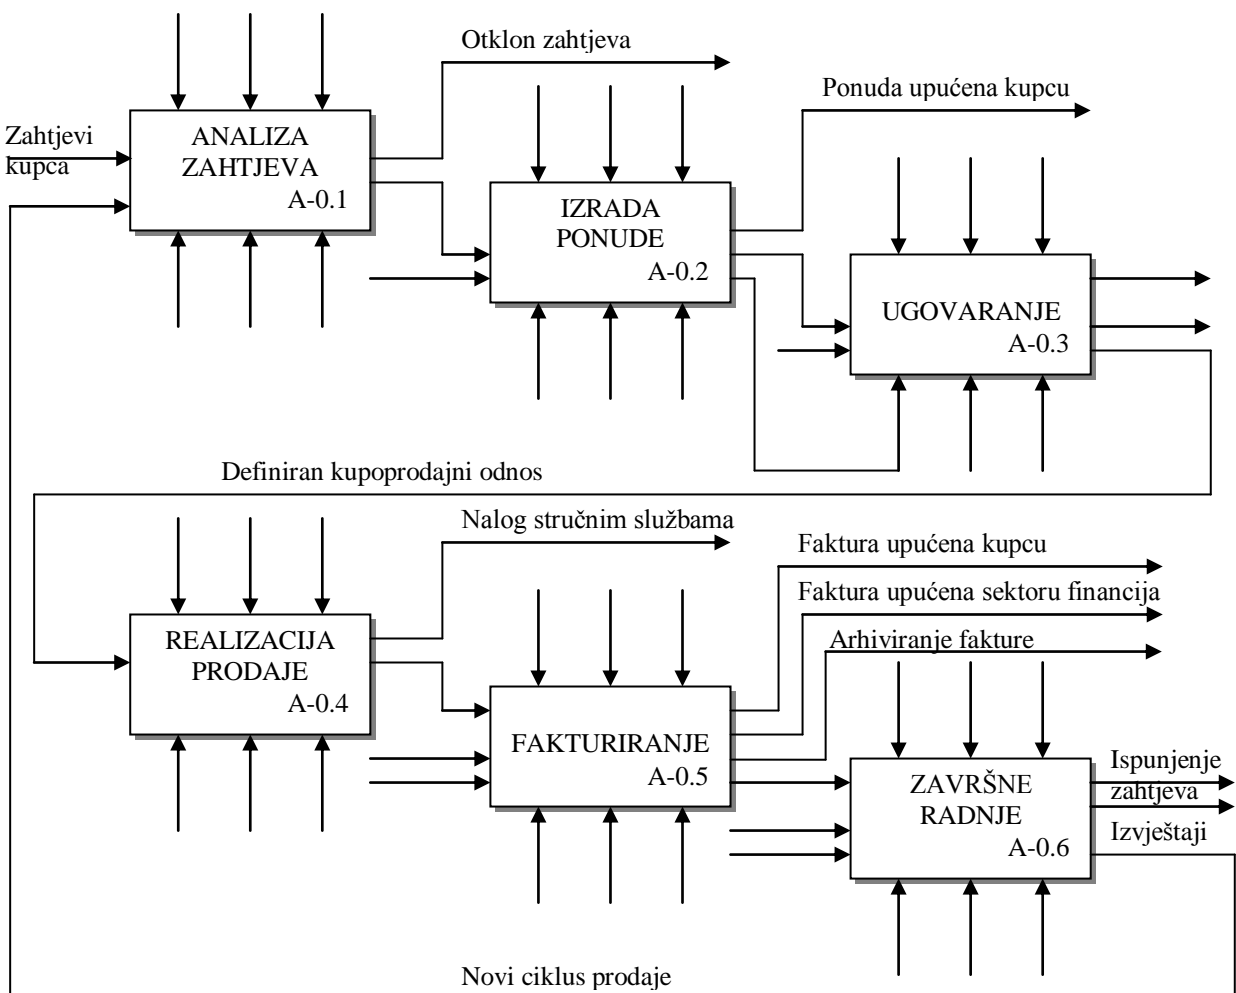 Otklon zahtjeva
Ponuda upućena kupcu
Zahtjevi
kupca
ANALIZA
ZAHTJEVA
A-0.1
IZRADA
PONUDE
A-0.2
UGOVARANJE
A-0.3
Definiran kupoprodajni odnos
Nalog stručnim službama
Faktura upućena kupcu
Faktura upućena sektoru financija
Arhiviranje fakture
REALIZACIJA
PRODAJE
A-0.4
FAKTURIRANJE
A-0.5
ZAVRŠNE
RADNJE
A-0.6
Ispunjenje
zahtjeva
Izvještaji
Novi ciklus prodaje